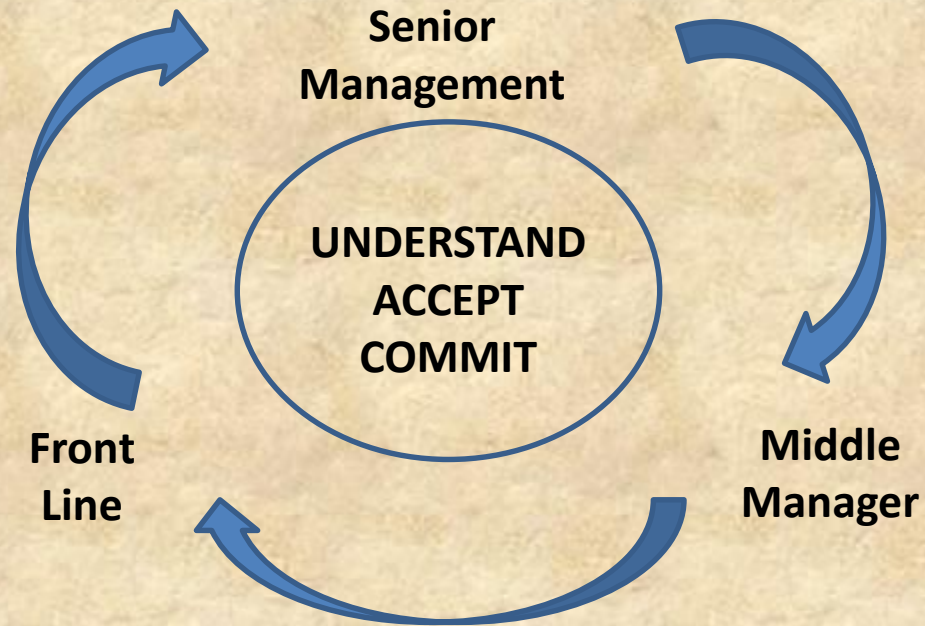 Senior
Management
UNDERSTAND
ACCEPT
COMMIT
Front
Line
Middle
Manager